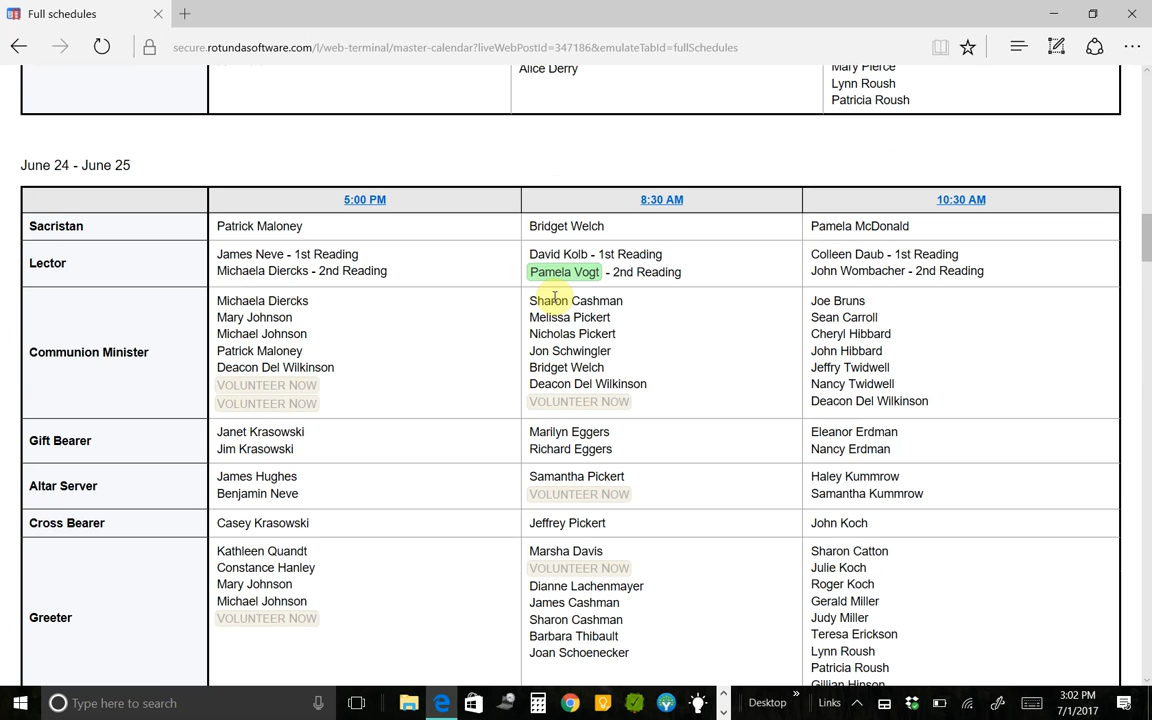 Full schedules
secure.rotundasoftware.com/l/web-terminal/master-calendar?liveWebPostId=347186&emulateTabId=fullSchedules
Alice Derry
Mary Pierce
Lynn Roush
Patricia Roush
June 24 - June 25
5:00 PM 8:30 AM 10:30 AM
Sacristan
Patrick Maloney
Bridget Welch
Pamela McDonald
Lector
James Neve - 1st Reading
Michaela Diercks - 2nd Reading
David Kolb - 1st Reading
Pamela Vogt - 2nd Reading
Colleen Daub - 1st Reading
John Wombacher - 2nd Reading
Communion Minister
Michaela Diercks
Mary Johnson
Michael Johnson
Patrick Maloney
Deacon Del Wilkinson
VOLUNTEER NOW
VOLUNTEER NOW
Sharon Cashman
Melissa Pickert
Nicholas Pickert
Jon Schwingler
Bridget Welch
Deacon Del Wilkinson
VOLUNTEER NOW
Joe Bruns
Sean Carroll
Cheryl Hibbard
John Hibbard
Jeffry Twidwell
Nancy Twidwell
Deacon Del Wilkinson
Gift Bearer
Janet Krasowski
Jim Krasowski
Marilyn Eggers
Richard Eggers
Eleanor Erdman
Nancy Erdman
Altar Server
James Hughes
Benjamin Neve
Samantha Pickert
VOLUNTEER NOW
Haley Kummrow
Samantha Kummrow
Cross Bearer
Casey Krasowski
Jeffrey Pickert
John Koch
Greeter
Kathleen Quandt
Constance Hanley
Mary Johnson
Michael Johnson
VOLUNTEER NOW
Marsha Davis
VOLUNTEER NOW
Dianne Lachenmayer
James Cashman
Sharon Cashman
Barbara Thibault
Joan Schoenecker
Sharon Catton
Julie Koch
Roger Koch
Gerald Miller
Judy Miller
Teresa Erickson
Lynn Roush
Patricia Roush
Gillian Hinson
Type here to search
Desktop
Links
3:02 PM
7/1/2017